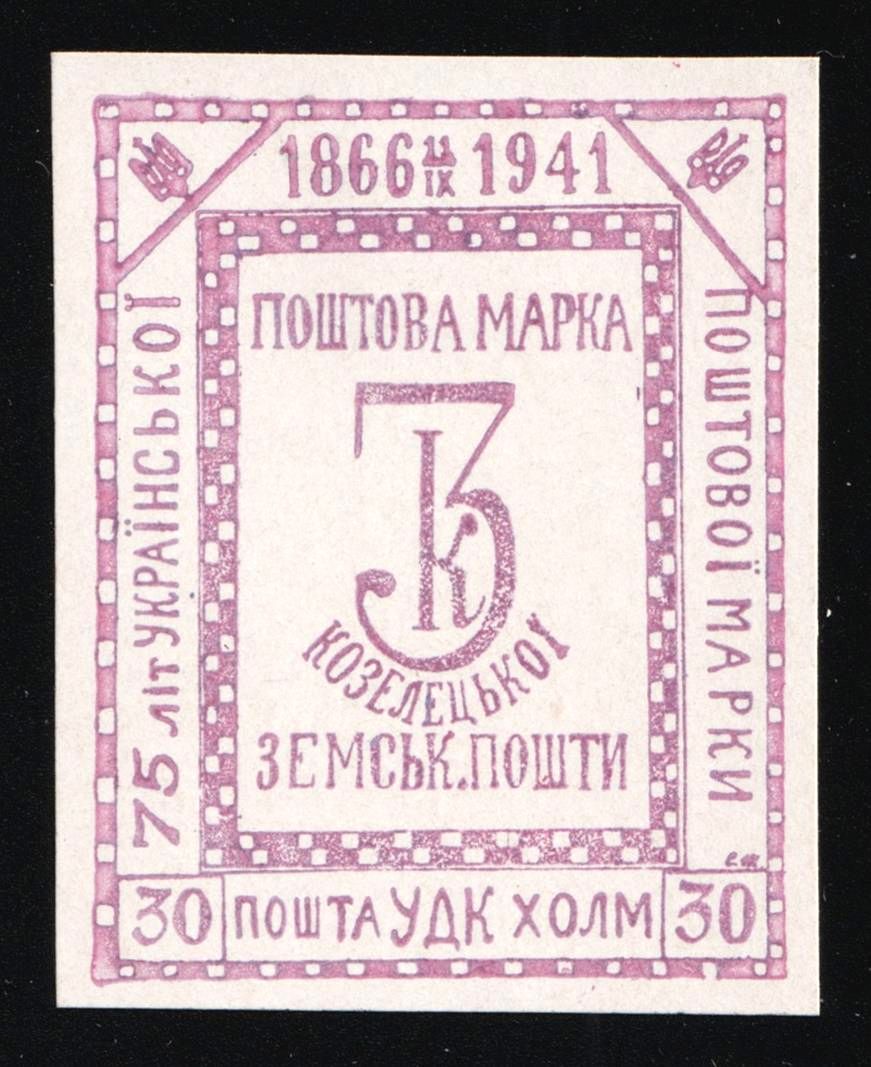 1866 11/IX 1941
75 ЛІТ УКРАЇНСЬКОЇ
ПОШТОВОЇ МАРКИ
ПОШТОВА МАРКА
3К
КОЗЕЛЕЦЬКОЇ
ЗЕМСЬК.ПОШТИ
30 ПОШТА УДК ХОЛМ 30